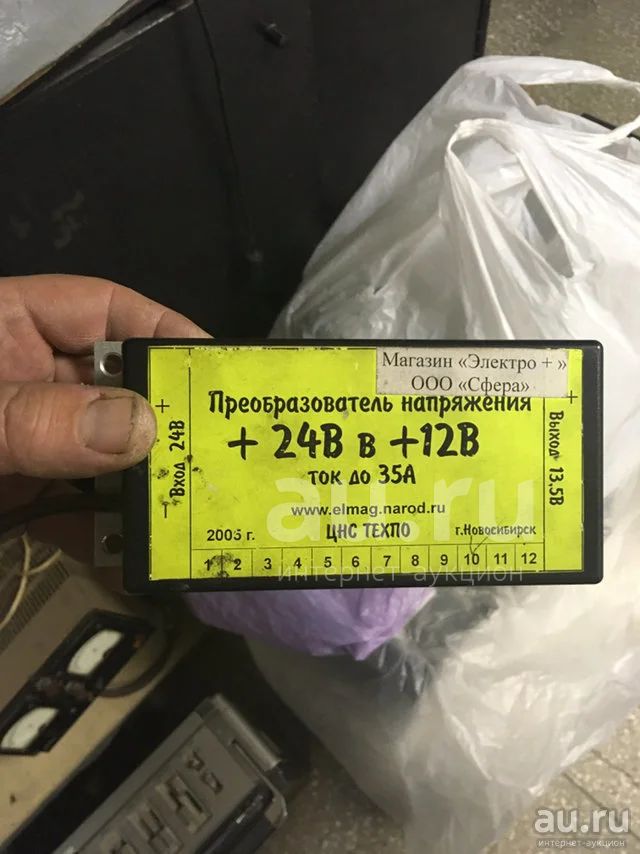 Магазин «Электро + »
ООО «Сфера»
Преобразователь напряжения
+ 24В в +12В
ток до 35А
www.elmag.narod.ru
2005 г. ЦНС ТЕХПО г.Новосибирск
1 2 3 4 5 6 7 8 9 10 11 12
+
Вход 24В
−
+
Выход 13.5В
au.ru
интернет-аукцион
au.ru
интернет-аукцион